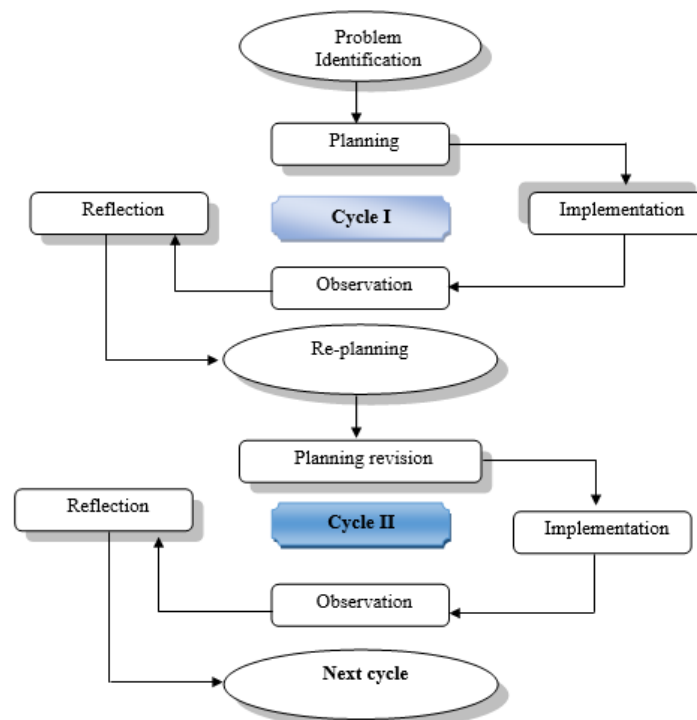 Problem
Identification
Planning
Reflection
Cycle I
Implementation
Observation
Re-planning
Planning revision
Reflection
Cycle II
Implementation
Observation
Next cycle